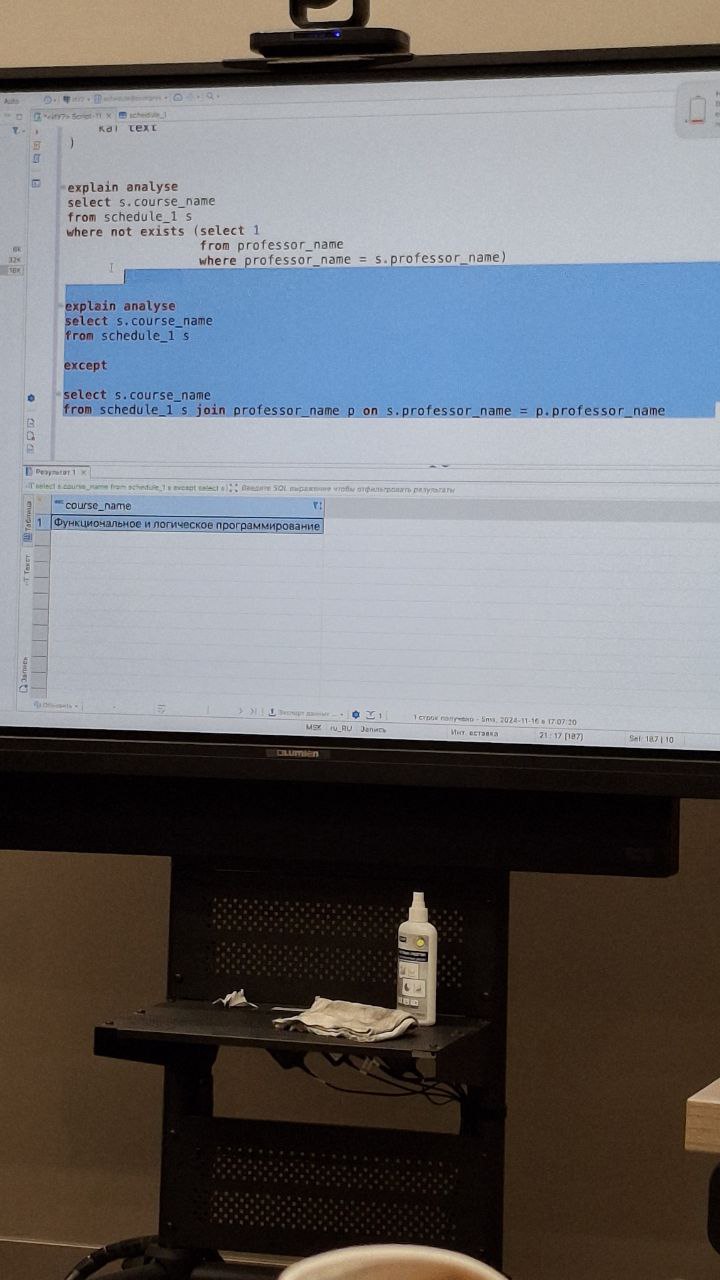 Auto
*<ИУ7> Script-11
schedule_1
kai text
)
explain analyse
select s.course_name
from schedule_1 s
where not exists (select 1
from professor_name
where professor_name = s.professor_name)
explain analyse
select s.course_name
from schedule_1 s
except
select s.course_name
from schedule_1 s join professor_name p on s.professor_name = p.professor_name
6K
32K
16K
Результат 1
select s.course_name from schedule_1 s except select s
Введите SQL выражение чтобы отфильтровать результаты
Таблица
course_name
1 Функциональное и логическое программирование
Текст
Запись
Обновить
Экспорт данных
1
1 строк получено - 5ms, 2024-11-16 в 17:07:20
MSK ru_RU Запись Инт. вставка 21 : 17 [187] Sel: 187 | 10
Lumien